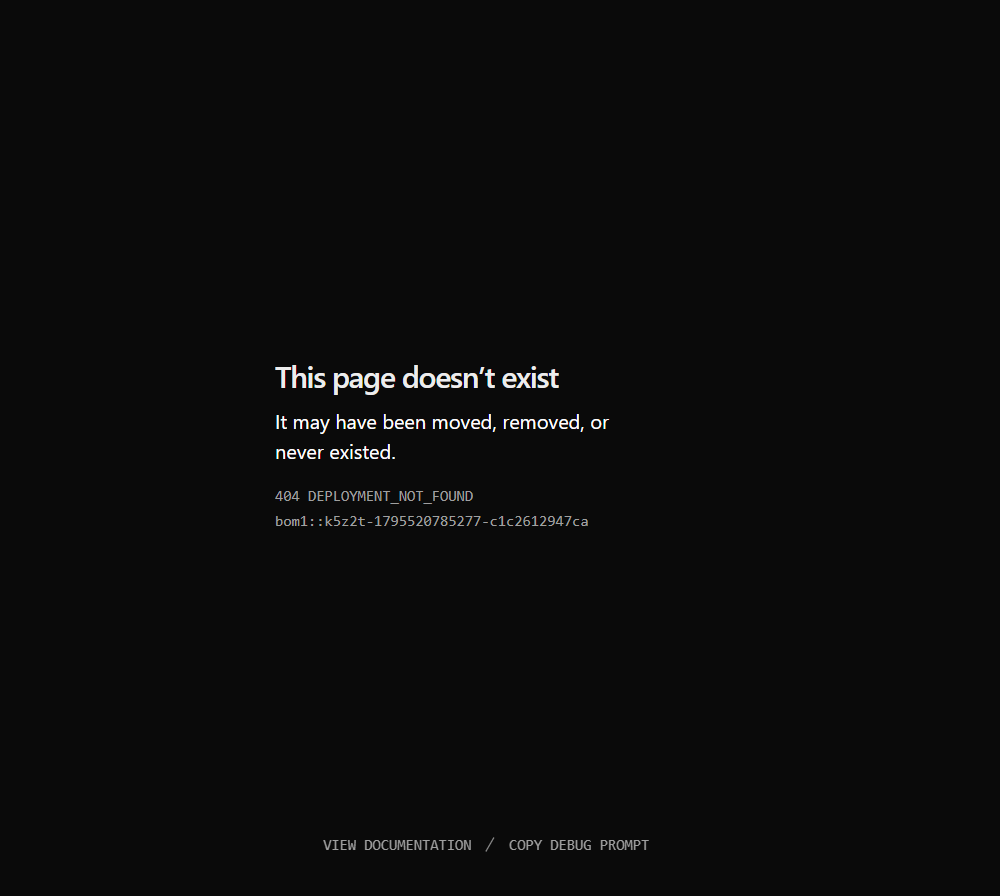 This page doesn’t exist
It may have been moved, removed, or
never existed.
404 DEPLOYMENT_NOT_FOUND
bom1::k5z2t-1795520785277-c1c2612947ca
VIEW DOCUMENTATION / COPY DEBUG PROMPT